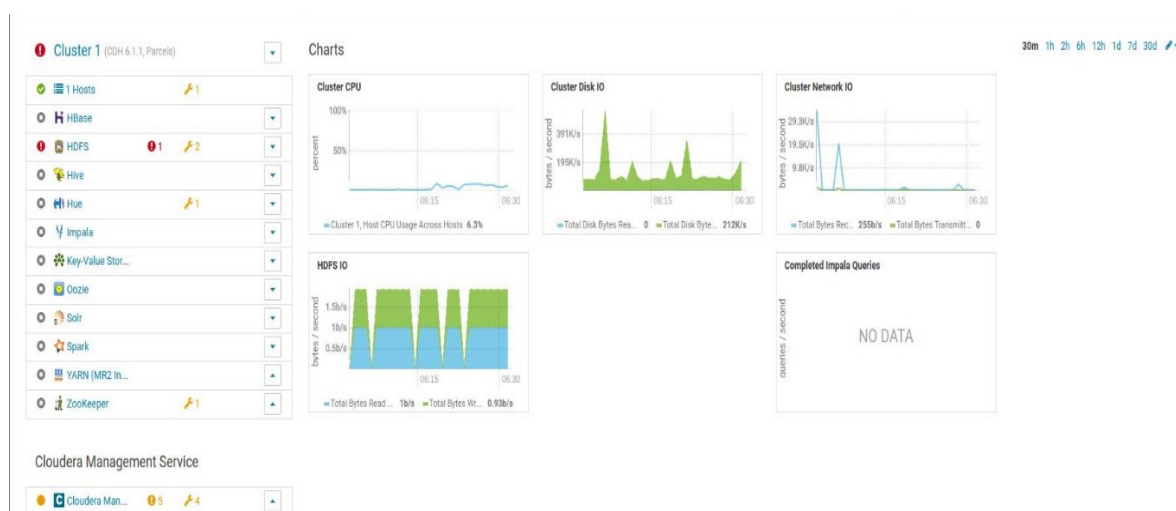 Cluster 1 (CDH 6.1.1, Parcels)
1 Hosts 1
HBase
HDFS 1 2
Hive
Hue 1
Impala
Key-Value Stor...
Oozie
Solr
Spark
YARN (MR2 In...
ZooKeeper 1
Cloudera Management Service
Cloudera Man... 5 4
Charts
30m 1h 2h 6h 12h 1d 7d 30d
Cluster CPU
percent
100%
50%
06:15 06:30
Cluster 1, Host CPU Usage Across Hosts 6.3%
Cluster Disk IO
bytes / second
391K/s
195K/s
06:15 06:30
Total Disk Bytes Rea... 0 Total Disk Byte... 212K/s
Cluster Network IO
bytes / second
29.3K/s
19.5K/s
9.8K/s
06:15 06:30
Total Bytes Rec... 255b/s Total Bytes Transmitt... 0
HDFS IO
bytes / second
1.5b/s
1b/s
0.5b/s
06:15 06:30
Total Bytes Read ... 1b/s Total Bytes Wr... 0.93b/s
Completed Impala Queries
queries / second
NO DATA